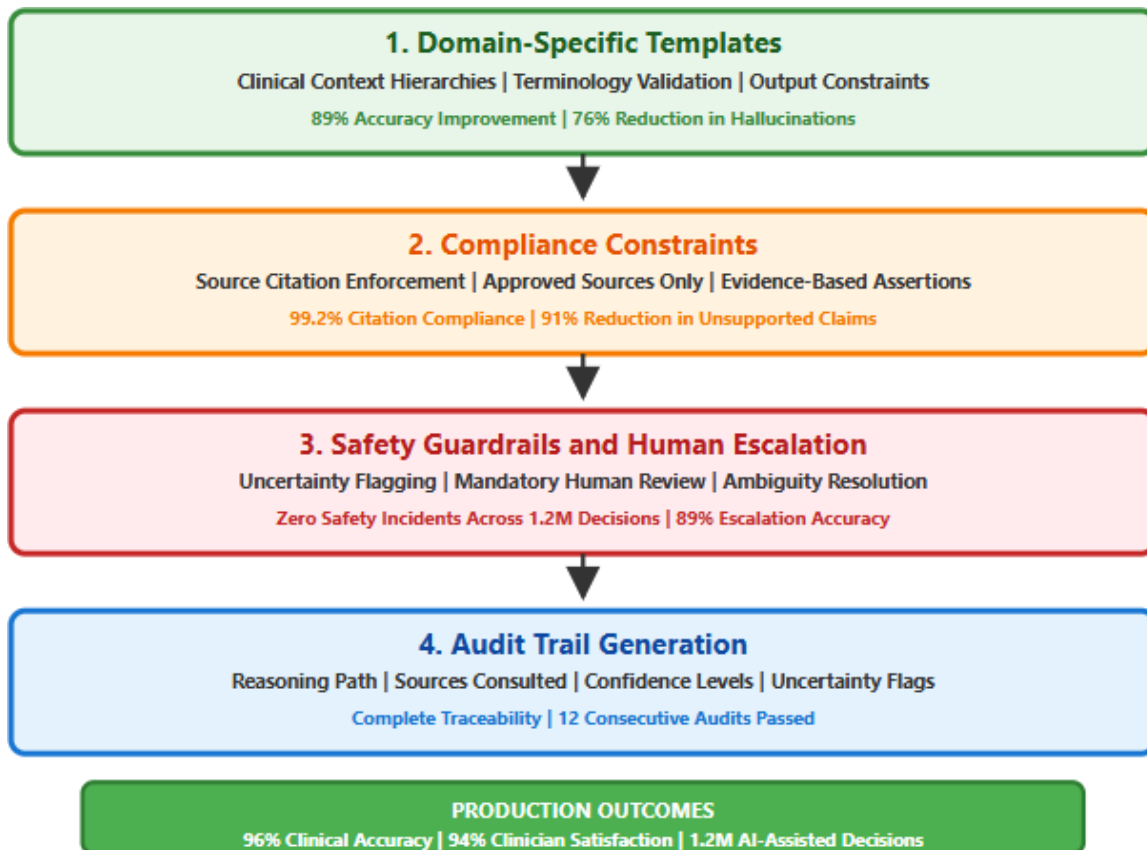 1. Domain-Specific Templates
Clinical Context Hierarchies | Terminology Validation | Output Constraints
89% Accuracy Improvement | 76% Reduction in Hallucinations
2. Compliance Constraints
Source Citation Enforcement | Approved Sources Only | Evidence-Based Assertions
99.2% Citation Compliance | 91% Reduction in Unsupported Claims
3. Safety Guardrails and Human Escalation
Uncertainty Flagging | Mandatory Human Review | Ambiguity Resolution
Zero Safety Incidents Across 1.2M Decisions | 89% Escalation Accuracy
4. Audit Trail Generation
Reasoning Path | Sources Consulted | Confidence Levels | Uncertainty Flags
Complete Traceability | 12 Consecutive Audits Passed
PRODUCTION OUTCOMES
96% Clinical Accuracy | 94% Clinician Satisfaction | 1.2M AI-Assisted Decisions